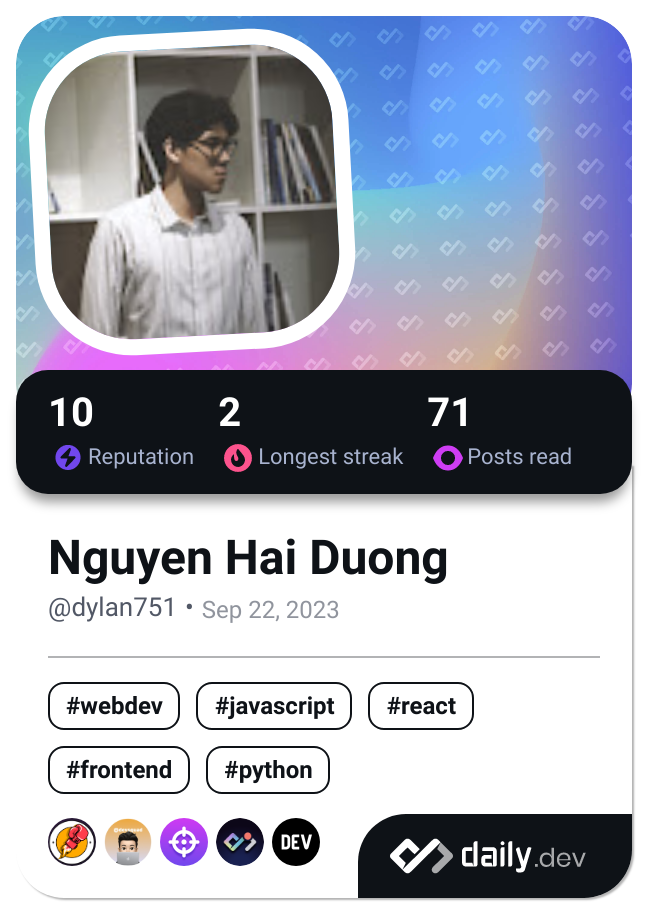 10 2 71
Reputation Longest streak Posts read
Nguyen Hai Duong
@dylan751 • Sep 22, 2023
#webdev #javascript #react
#frontend #python
DEV
daily.dev